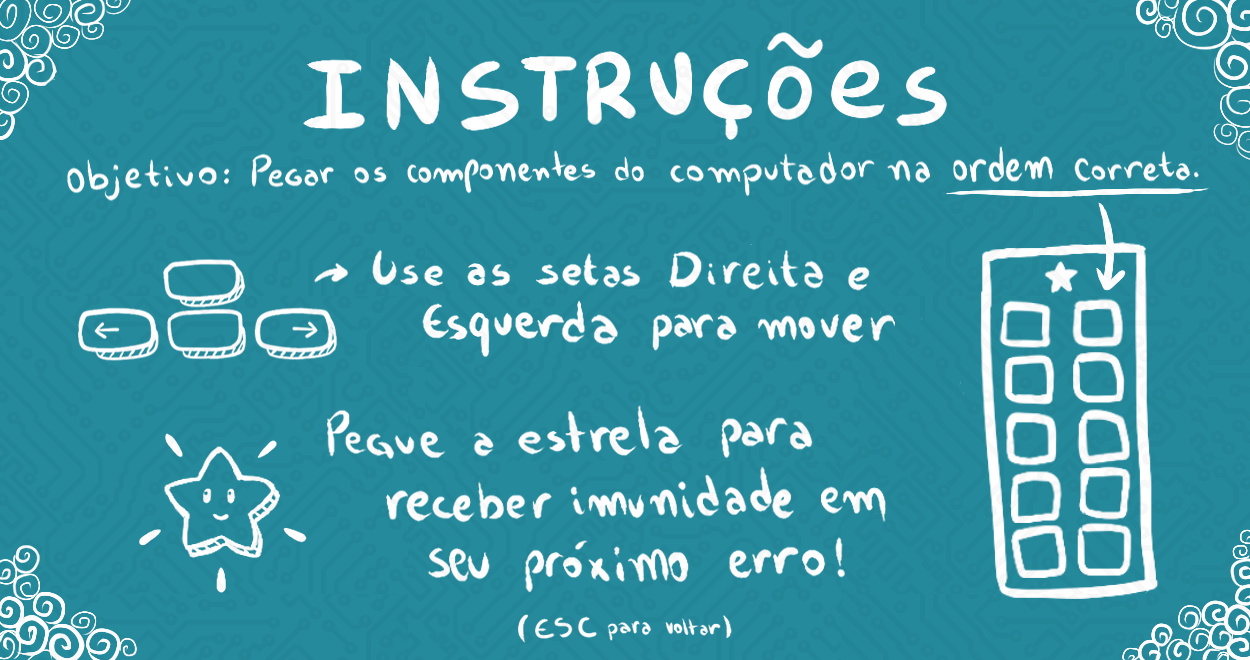 INSTRUÇÕES
Objetivo: Pegar os componentes do computador na ordem correta.
→ Use as setas Direita e
Esquerda para mover
← →
Pegue a estrela para
receber imunidade em
seu próximo erro!
(ESC para voltar)